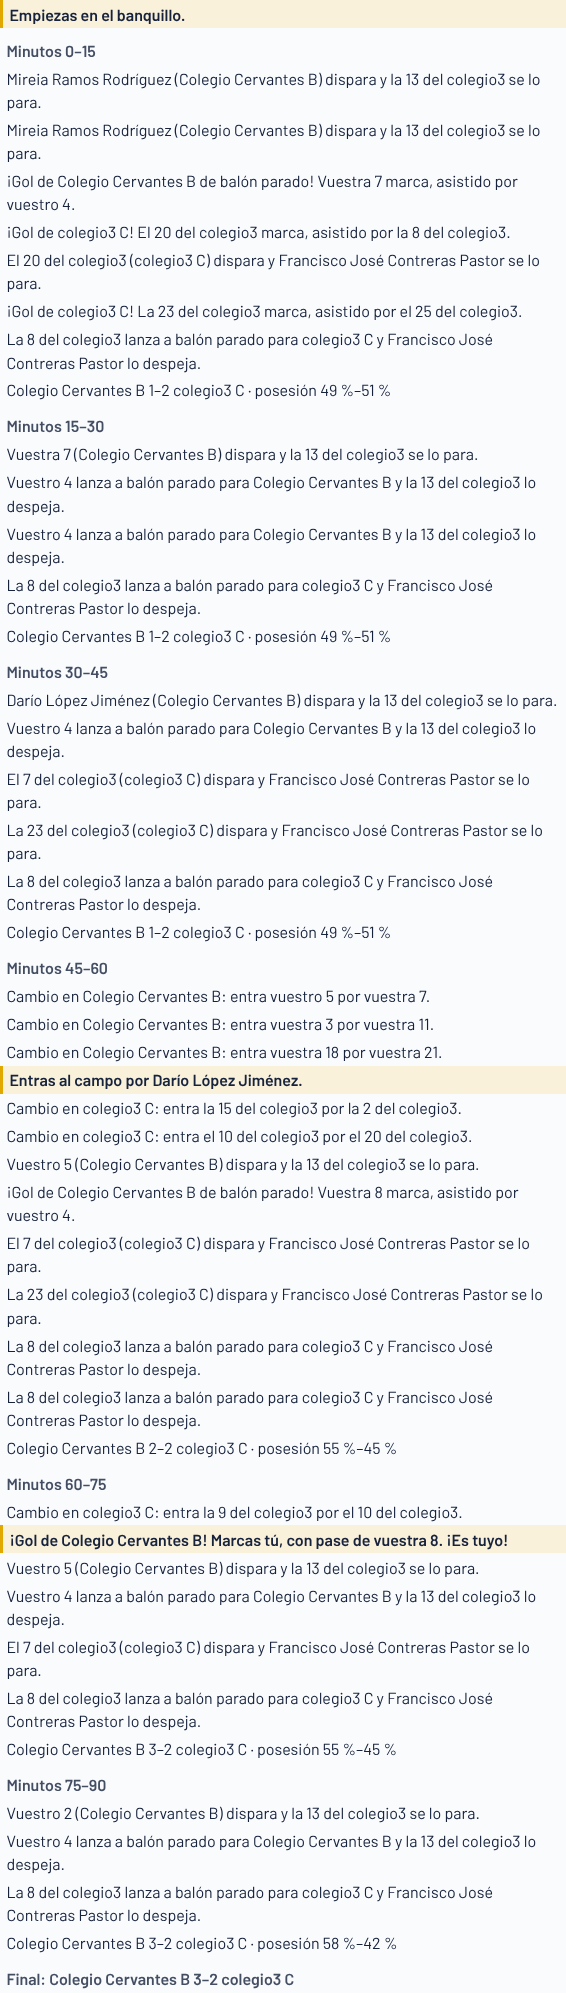 Empiezas en el banquillo.
Minutos 0–15
Mireia Ramos Rodríguez (Colegio Cervantes B) dispara y la 13 del colegio3 se lo
para.
Mireia Ramos Rodríguez (Colegio Cervantes B) dispara y la 13 del colegio3 se lo
para.
¡Gol de Colegio Cervantes B de balón parado! Vuestra 7 marca, asistido por
vuestro 4.
¡Gol de colegio3 C! El 20 del colegio3 marca, asistido por la 8 del colegio3.
El 20 del colegio3 (colegio3 C) dispara y Francisco José Contreras Pastor se lo
para.
¡Gol de colegio3 C! La 23 del colegio3 marca, asistido por el 25 del colegio3.
La 8 del colegio3 lanza a balón parado para colegio3 C y Francisco José
Contreras Pastor lo despeja.
Colegio Cervantes B 1–2 colegio3 C · posesión 49 %–51 %
Minutos 15–30
Vuestra 7 (Colegio Cervantes B) dispara y la 13 del colegio3 se lo para.
Vuestro 4 lanza a balón parado para Colegio Cervantes B y la 13 del colegio3 lo
despeja.
Vuestro 4 lanza a balón parado para Colegio Cervantes B y la 13 del colegio3 lo
despeja.
La 8 del colegio3 lanza a balón parado para colegio3 C y Francisco José
Contreras Pastor lo despeja.
Colegio Cervantes B 1–2 colegio3 C · posesión 49 %–51 %
Minutos 30–45
Darío López Jiménez (Colegio Cervantes B) dispara y la 13 del colegio3 se lo para.
Vuestro 4 lanza a balón parado para Colegio Cervantes B y la 13 del colegio3 lo
despeja.
El 7 del colegio3 (colegio3 C) dispara y Francisco José Contreras Pastor se lo
para.
La 23 del colegio3 (colegio3 C) dispara y Francisco José Contreras Pastor se lo
para.
La 8 del colegio3 lanza a balón parado para colegio3 C y Francisco José
Contreras Pastor lo despeja.
Colegio Cervantes B 1–2 colegio3 C · posesión 49 %–51 %
Minutos 45–60
Cambio en Colegio Cervantes B: entra vuestro 5 por vuestra 7.
Cambio en Colegio Cervantes B: entra vuestra 3 por vuestra 11.
Cambio en Colegio Cervantes B: entra vuestra 18 por vuestra 21.
Entras al campo por Darío López Jiménez.
Cambio en colegio3 C: entra la 15 del colegio3 por la 2 del colegio3.
Cambio en colegio3 C: entra el 10 del colegio3 por el 20 del colegio3.
Vuestro 5 (Colegio Cervantes B) dispara y la 13 del colegio3 se lo para.
¡Gol de Colegio Cervantes B de balón parado! Vuestra 8 marca, asistido por
vuestro 4.
El 7 del colegio3 (colegio3 C) dispara y Francisco José Contreras Pastor se lo
para.
La 23 del colegio3 (colegio3 C) dispara y Francisco José Contreras Pastor se lo
para.
La 8 del colegio3 lanza a balón parado para colegio3 C y Francisco José
Contreras Pastor lo despeja.
La 8 del colegio3 lanza a balón parado para colegio3 C y Francisco José
Contreras Pastor lo despeja.
Colegio Cervantes B 2–2 colegio3 C · posesión 55 %–45 %
Minutos 60–75
Cambio en colegio3 C: entra la 9 del colegio3 por el 10 del colegio3.
¡Gol de Colegio Cervantes B! Marcas tú, con pase de vuestra 8. ¡Es tuyo!
Vuestro 5 (Colegio Cervantes B) dispara y la 13 del colegio3 se lo para.
Vuestro 4 lanza a balón parado para Colegio Cervantes B y la 13 del colegio3 lo
despeja.
El 7 del colegio3 (colegio3 C) dispara y Francisco José Contreras Pastor se lo
para.
La 8 del colegio3 lanza a balón parado para colegio3 C y Francisco José
Contreras Pastor lo despeja.
Colegio Cervantes B 3–2 colegio3 C · posesión 55 %–45 %
Minutos 75–90
Vuestro 2 (Colegio Cervantes B) dispara y la 13 del colegio3 se lo para.
Vuestro 4 lanza a balón parado para Colegio Cervantes B y la 13 del colegio3 lo
despeja.
La 8 del colegio3 lanza a balón parado para colegio3 C y Francisco José
Contreras Pastor lo despeja.
Colegio Cervantes B 3–2 colegio3 C · posesión 58 %–42 %
Final: Colegio Cervantes B 3–2 colegio3 C